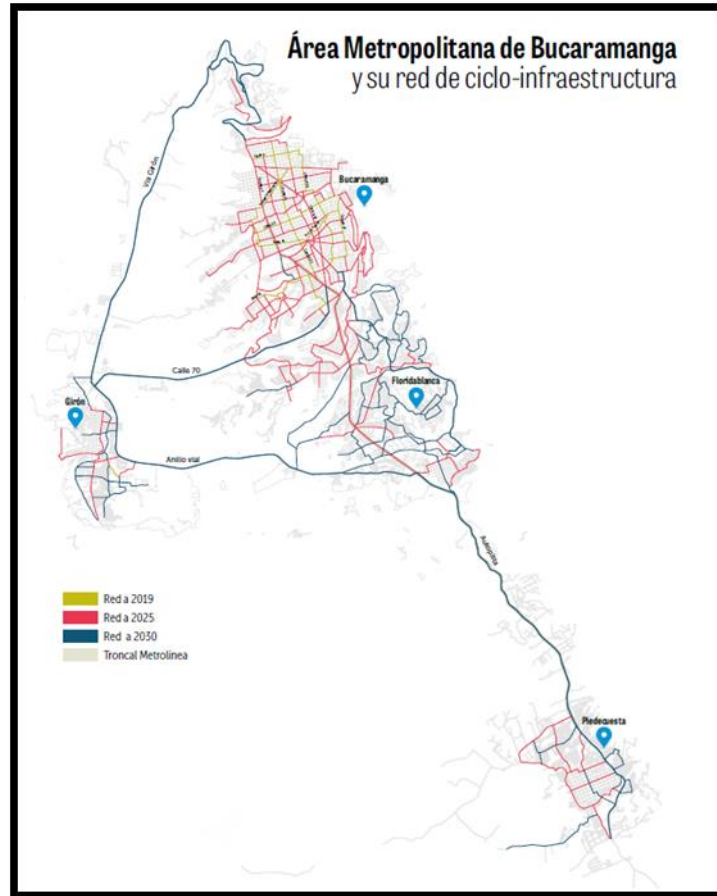 Área Metropolitana de Bucaramanga
y su red de ciclo-infraestructura
Vía Girón
Bucaramanga
Calle 70
Floridablanca
Girón
Anillo vial
Autopista
Red a 2019
Red a 2025
Red a 2030
Troncal Metrolínea
Piedecuesta